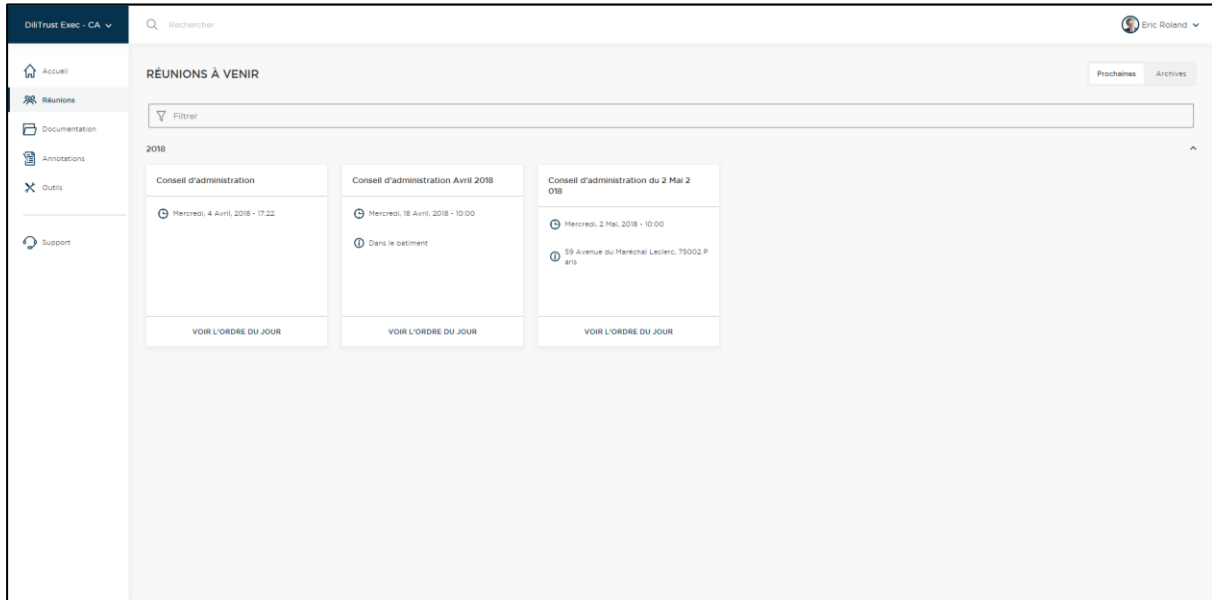 DiliTrust Exec - CA
Rechercher
Eric Roland
Accueil
Réunions
Documentation
Annotations
Outils
Support
RÉUNIONS À VENIR
Prochaines
Archives
Filtrer
2018
Conseil d'administration
Mercredi, 4 Avril, 2018 - 17:22
VOIR L'ORDRE DU JOUR
Conseil d'administration Avril 2018
Mercredi, 18 Avril, 2018 - 10:00
Dans le batiment
VOIR L'ORDRE DU JOUR
Conseil d'administration du 2 Mai 2
018
Mercredi, 2 Mai, 2018 - 10:00
59 Avenue du Maréchal Leclerc, 75002 P
aris
VOIR L'ORDRE DU JOUR